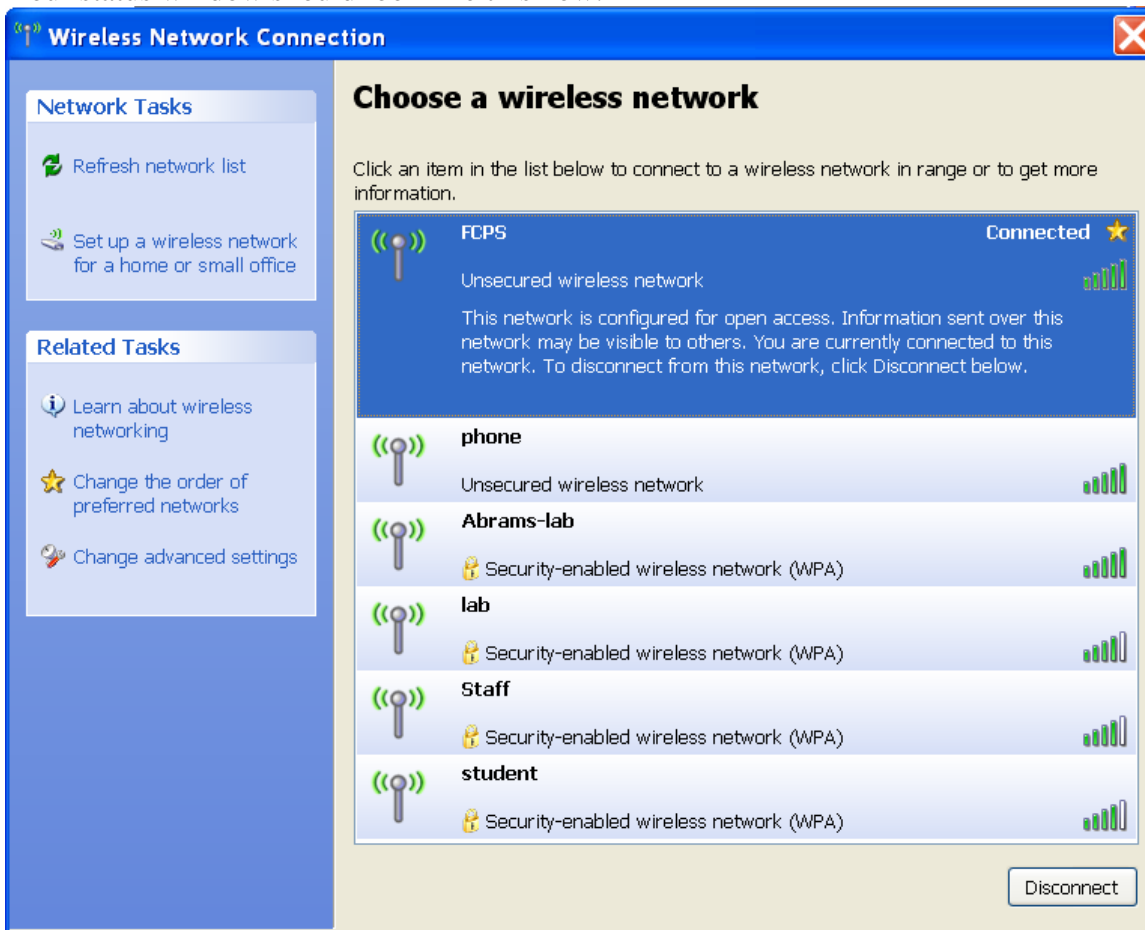 Wireless Network Connection
Network Tasks
Refresh network list
Set up a wireless network
for a home or small office
Related Tasks
Learn about wireless
networking
Change the order of
preferred networks
Change advanced settings
Choose a wireless network
Click an item in the list below to connect to a wireless network in range or to get more
information.
FCPS Connected
Unsecured wireless network
This network is configured for open access. Information sent over this
network may be visible to others. You are currently connected to this
network. To disconnect from this network, click Disconnect below.
phone
Unsecured wireless network
Abrams-lab
Security-enabled wireless network (WPA)
lab
Security-enabled wireless network (WPA)
Staff
Security-enabled wireless network (WPA)
student
Security-enabled wireless network (WPA)
Disconnect